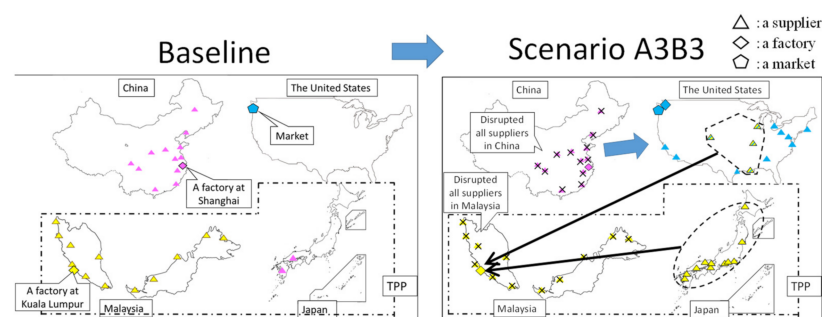 Baseline
Scenario A3B3
: a supplier
: a factory
: a market
China
The United States
Market
A factory at
Shanghai
A factory at
Kuala Lumpur
Malaysia
Japan
TPP
China
The United States
Disrupted
all suppliers
in China
Disrupted
all suppliers
in Malaysia
Malaysia
Japan
TPP